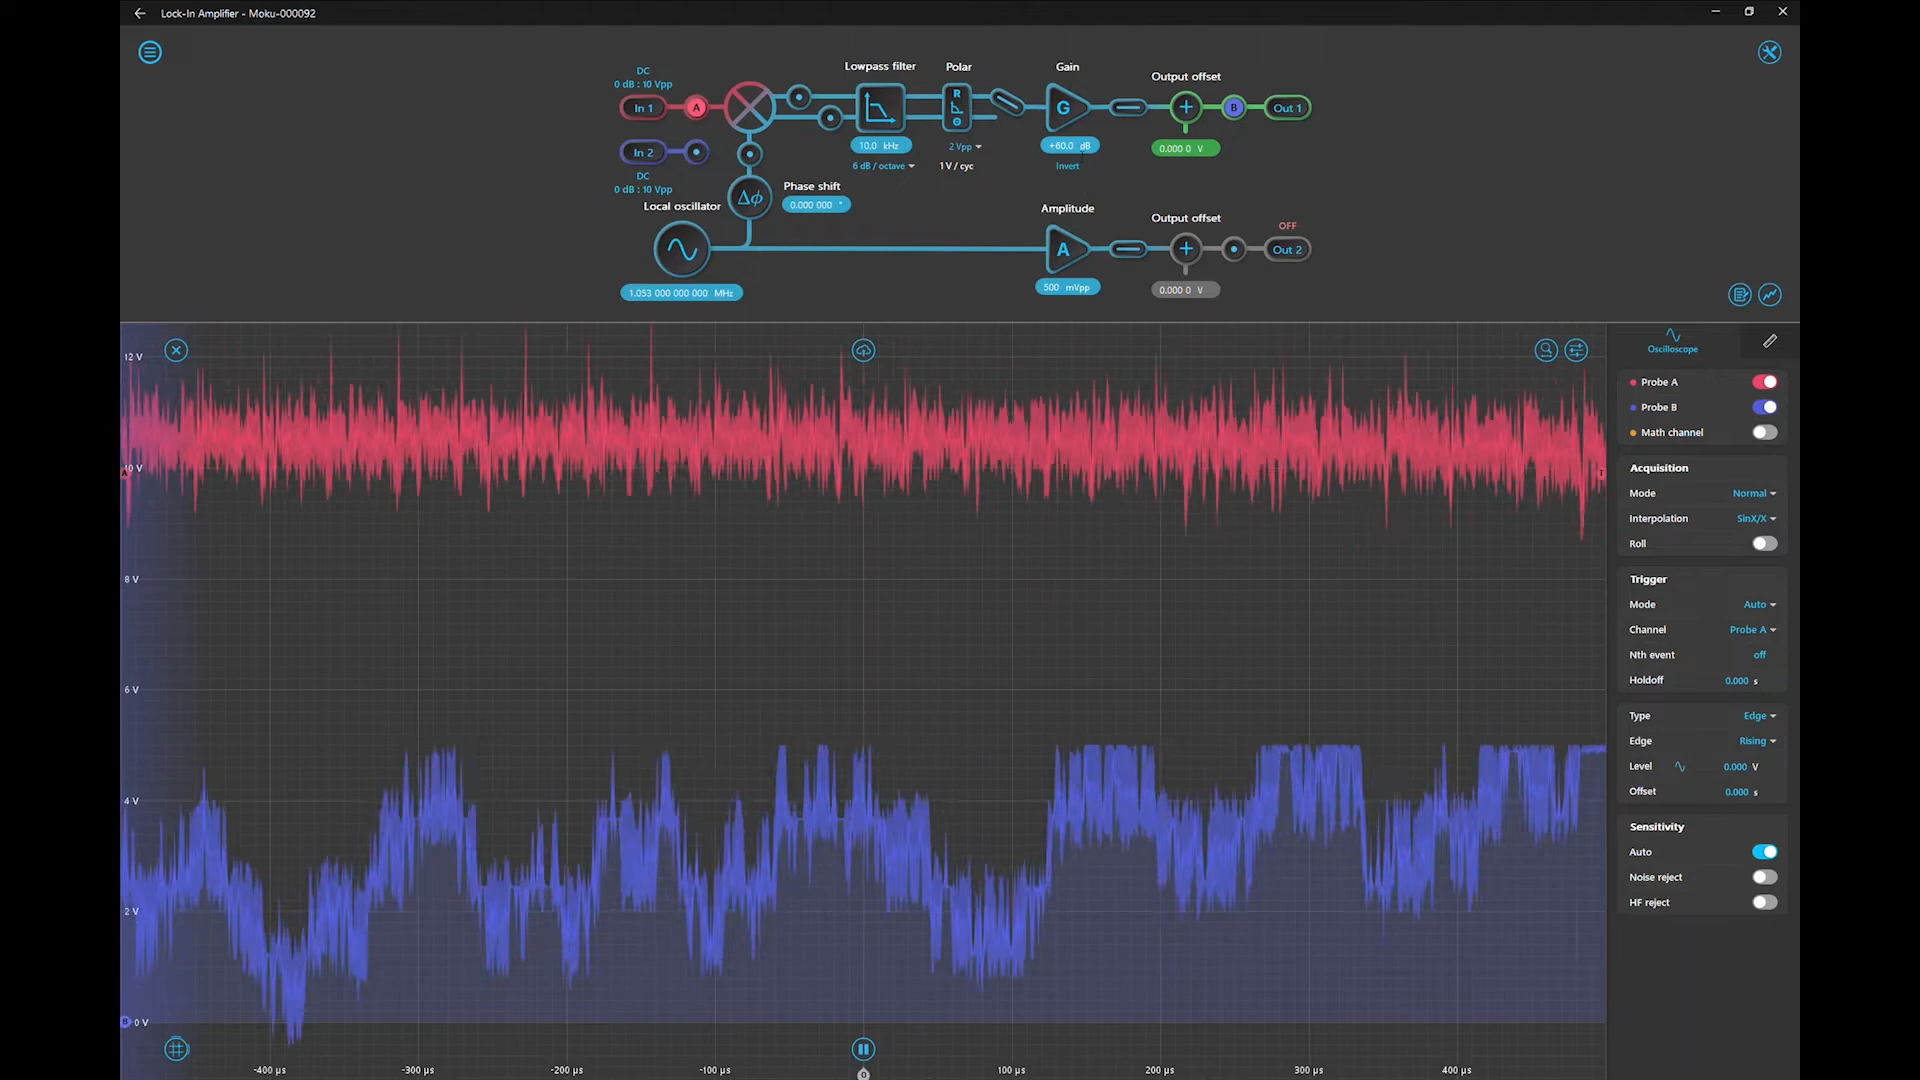 Lock-In Amplifier - Moku-000092
DC
0 dB : 10 Vpp
In 1
A
Lowpass filter
10.0 kHz
6 dB / octave
Polar
R
Θ
2 Vpp
1 V / cyc
Gain
G
+60.0 dB
Invert
Output offset
0.000 0 V
B
Out 1
In 2
DC
0 dB : 10 Vpp
Local oscillator
1.053 000 000 000 MHz
Δϕ
Phase shift
0.000 000 °
Amplitude
A
500 mVpp
Output offset
0.000 0 V
OFF
Out 2
12 V
10 V
8 V
6 V
4 V
2 V
0 V
A
B
T
-400 µs
-300 µs
-200 µs
-100 µs
0
100 µs
200 µs
300 µs
400 µs
Oscilloscope
Probe A
Probe B
Math channel
Acquisition
Mode Normal
Interpolation SinX/X
Roll
Trigger
Mode Auto
Channel Probe A
Nth event off
Holdoff 0.000 s
Type Edge
Edge Rising
Level 0.000 V
Offset 0.000 s
Sensitivity
Auto
Noise reject
HF reject